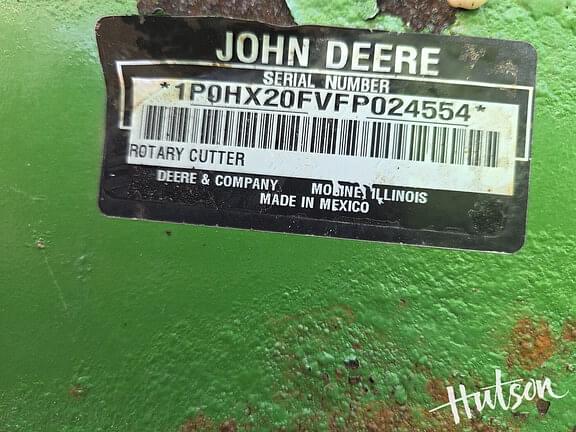 JOHN DEERE
SERIAL NUMBER
*1P0HX20FVFP024554*
ROTARY CUTTER
DEERE & COMPANY MOLINE, ILLINOIS
MADE IN MEXICO
Hutson